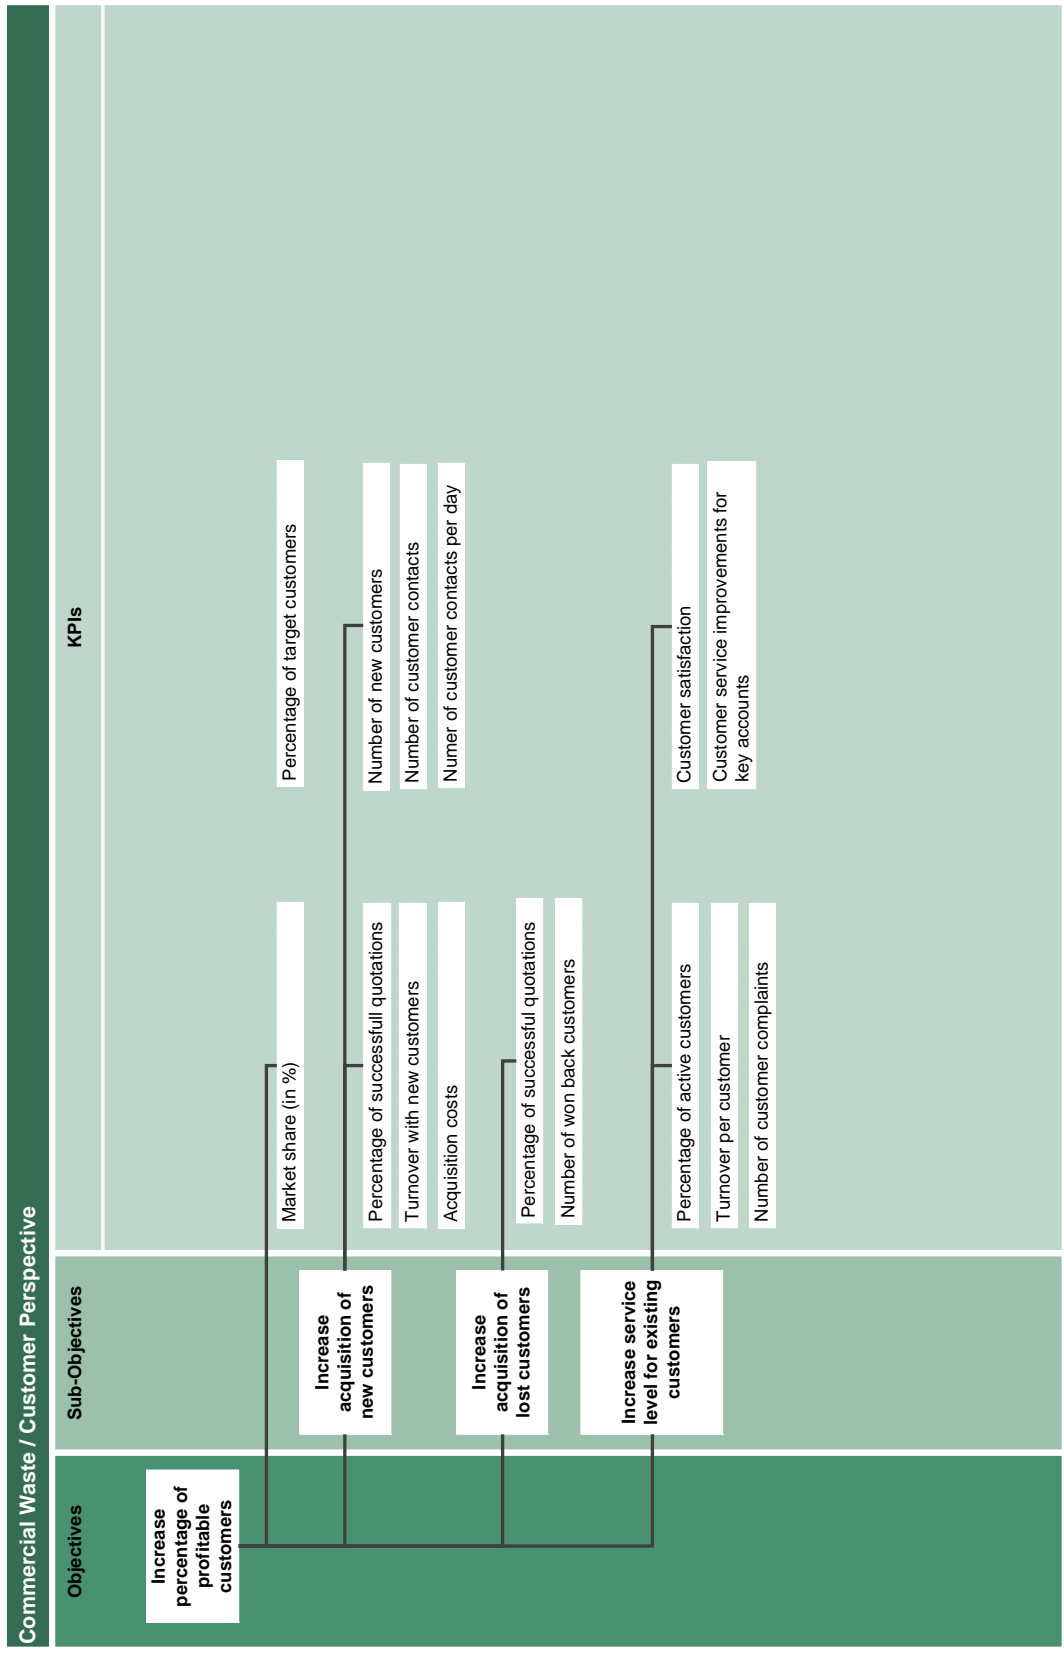 Commercial Waste / Customer Perspective
Objectives
Sub-Objectives
KPIs
Increase
percentage of
profitable
customers
Market share (in %)
Percentage of target customers
Increase
acquisition of
new customers
Percentage of successfull quotations
Turnover with new customers
Acquisition costs
Number of new customers
Number of customer contacts
Numer of customer contacts per day
Increase
acquisition of
lost customers
Percentage of successful quotations
Number of won back customers
Increase service
level for existing
customers
Percentage of active customers
Turnover per customer
Number of customer complaints
Customer satisfaction
Customer service improvements for
key accounts